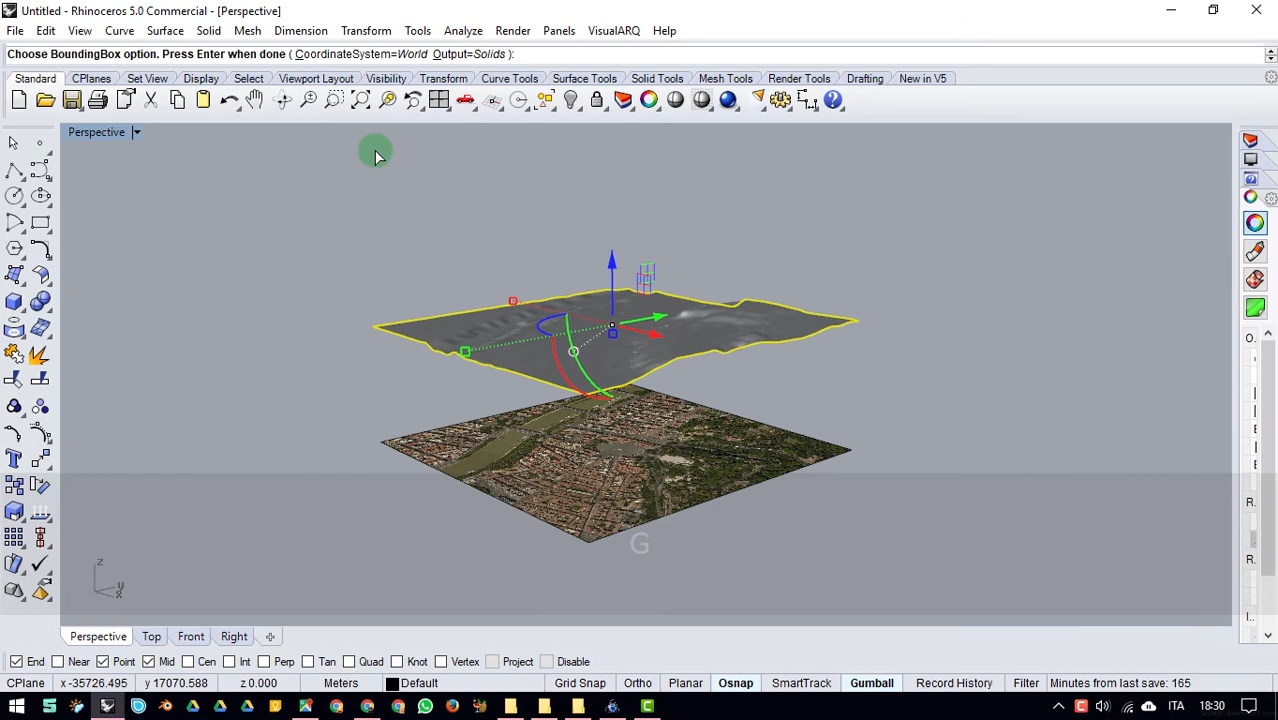 Untitled - Rhinoceros 5.0 Commercial - [Perspective]
File Edit View Curve Surface Solid Mesh Dimension Transform Tools Analyze Render Panels VisualARQ Help
Choose BoundingBox option. Press Enter when done ( CoordinateSystem=World Output=Solids ):
Standard CPlanes Set View Display Select Viewport Layout Visibility Transform Curve Tools Surface Tools Solid Tools Mesh Tools Render Tools Drafting New in V5
Perspective
O..
R..
R..
I..
G
z
y
x
Perspective Top Front Right
End Near Point Mid Cen Int Perp Tan Quad Knot Vertex Project Disable
CPlane x -35726.495 y 17070.588 z 0.000 Meters Default Grid Snap Ortho Planar Osnap SmartTrack Gumball Record History Filter Minutes from last save: 165
ITA 18:30